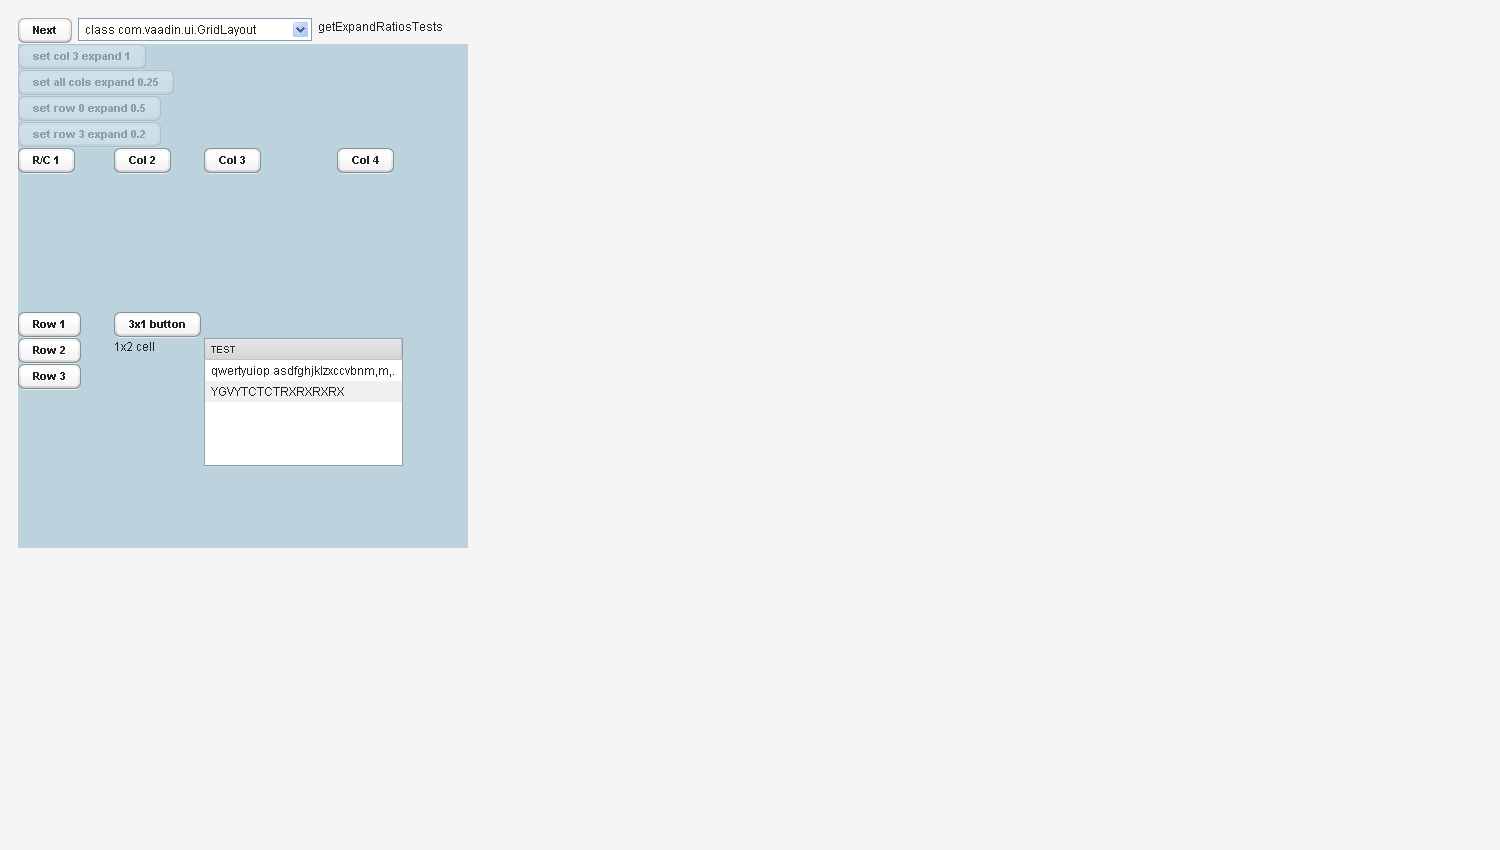 Next class com.vaadin.ui.GridLayout getExpandRatiosTests
set col 3 expand 1
set all cols expand 0.25
set row 0 expand 0.5
set row 3 expand 0.2
R/C 1 Col 2 Col 3 Col 4
Row 1 3x1 button
Row 2 1x2 cell TEST
qwertyuiop asdfghjklzxccvbnm,m,.
Row 3
YGVYTCTCTRXRXRXRX